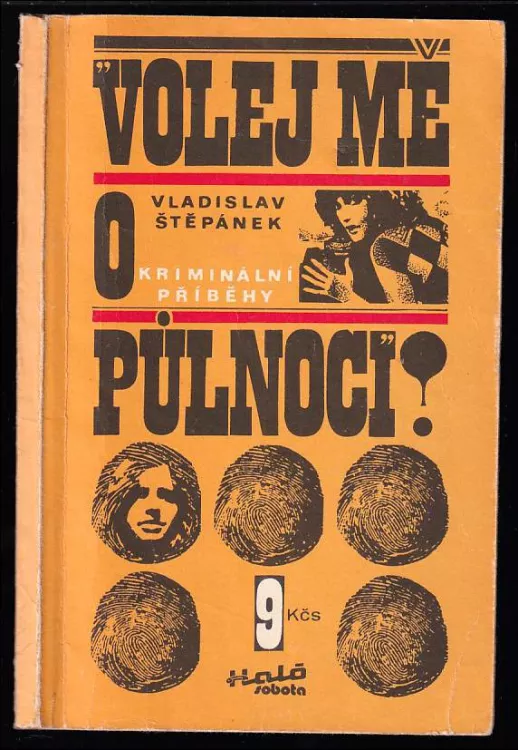 "VOLEJ MĚ
O
VLADISLAV
ŠTĚPÁNEK
KRIMINÁLNÍ
PŘÍBĚHY
PŮLNOCI"?
9 Kčs
Haló
sobota